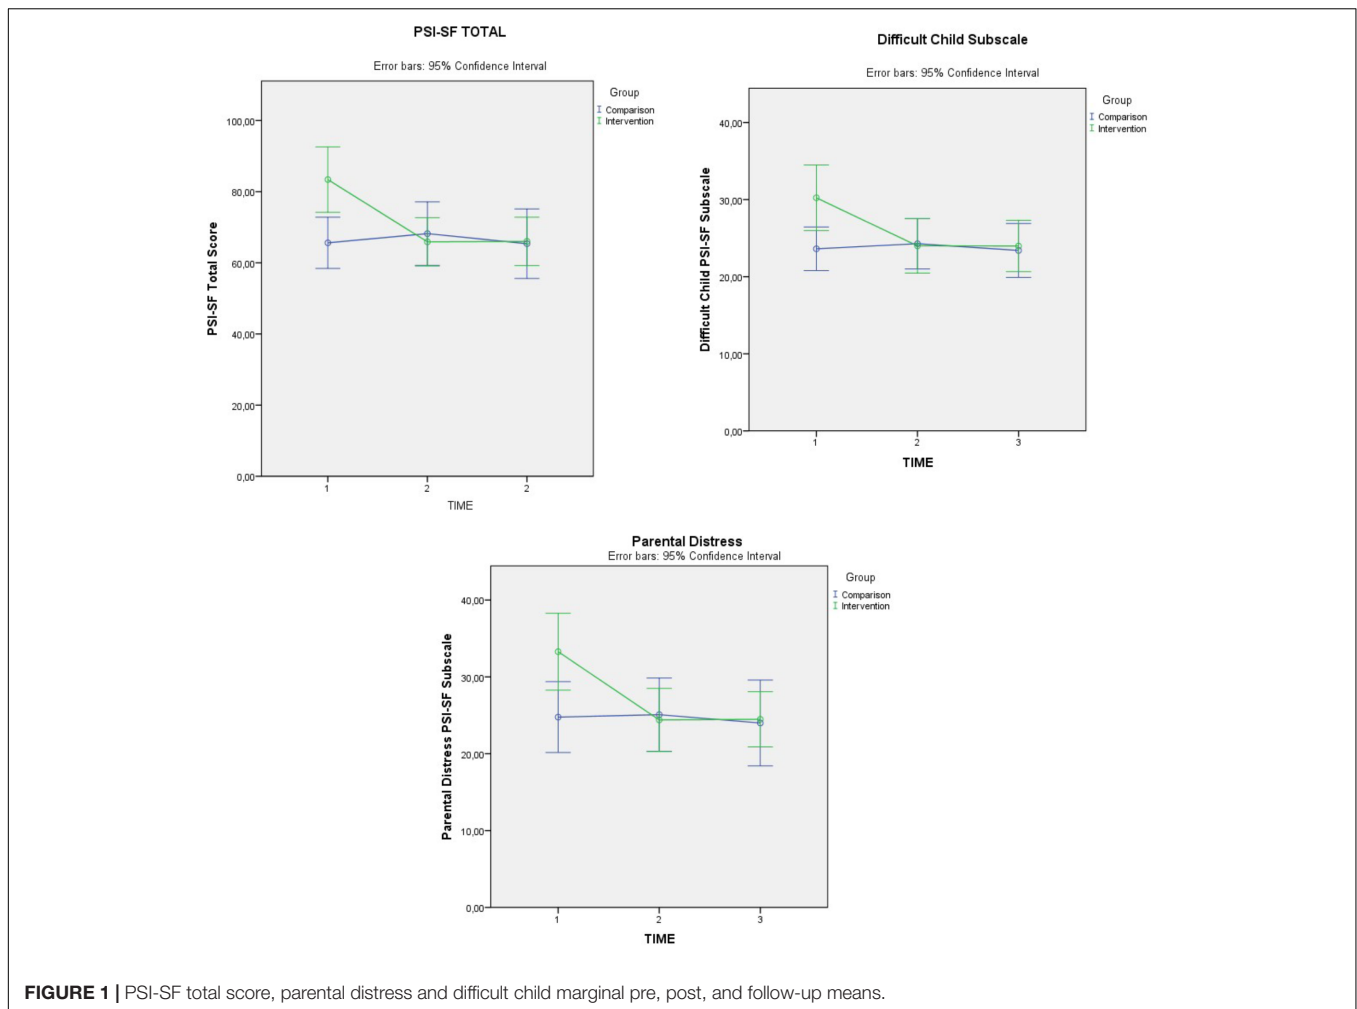 PSI-SF TOTAL
Error bars: 95% Confidence Interval
Group
Comparison
Intervention
PSI-SF Total Score
100,00
80,00
60,00
40,00
20,00
0,00
1 2 2
TIME
Difficult Child Subscale
Error bars: 95% Confidence Interval
Group
Comparison
Intervention
Difficult Child PSI-SF Subscale
40,00
30,00
20,00
10,00
0,00
1 2 3
TIME
Parental Distress
Error bars: 95% Confidence Interval
Group
Comparison
Intervention
Parental Distress PSI-SF Subscale
40,00
30,00
20,00
10,00
0,00
1 2 3
TIME
FIGURE 1 | PSI-SF total score, parental distress and difficult child marginal pre, post, and follow-up means.